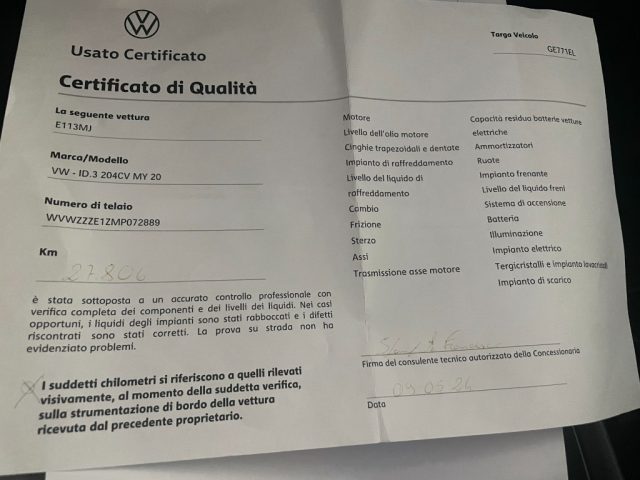 Usato Certificato
Certificato di Qualità
Targa Veicolo
GE771EL
La seguente vettura
E113MJ
Marca/Modello
VW - ID.3 204CV MY 20
Numero di telaio
WVWZZZE1ZMP072889
Km
27806
è stata sottoposta a un accurato controllo professionale con
verifica completa dei componenti e dei livelli dei liquidi. Nei casi
opportuni, i liquidi degli impianti sono stati rabboccati e i difetti
riscontrati sono stati corretti. La prova su strada non ha
evidenziato problemi.
I suddetti chilometri si riferiscono a quelli rilevati
visivamente, al momento della suddetta verifica,
sulla strumentazione di bordo della vettura
ricevuta dal precedente proprietario.
Motore
Livello dell'olio motore
Cinghie trapezoidali e dentate
Impianto di raffreddamento
Livello del liquido di
raffreddamento
Cambio
Frizione
Sterzo
Assi
Trasmissione asse motore
Capacità residua batterie vetture
elettriche
Ammortizzatori
Ruote
Impianto frenante
Livello del liquido freni
Sistema di accensione
Batteria
Illuminazione
Impianto elettrico
Tergicristalli e impianto lavacristalli
Impianto di scarico
Firma del consulente tecnico autorizzato della Concessionaria
Data